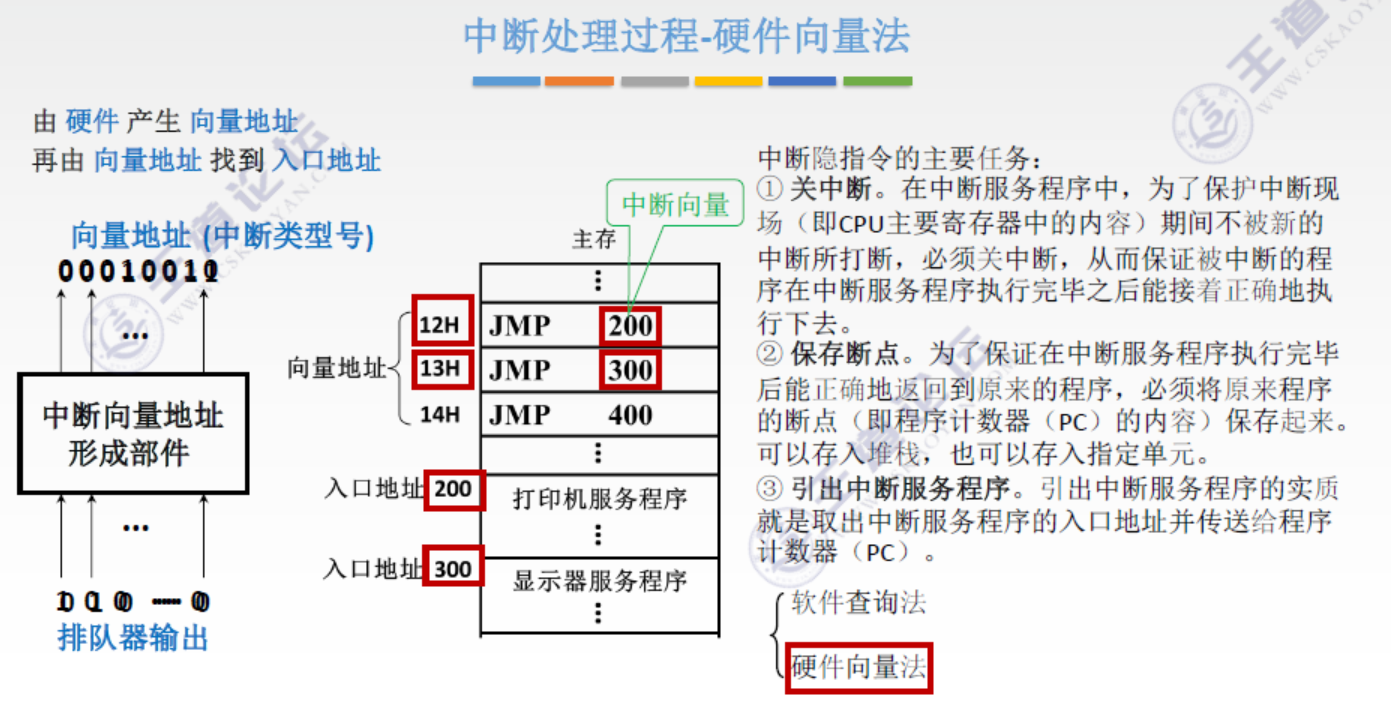 中断处理过程-硬件向量法
由 硬件 产生 向量地址
再由 向量地址 找到 入口地址
向量地址 (中断类型号)
…
中断向量地址
形成部件
…
排队器输出
中断向量
主存
⋮
向量地址
12H JMP 200
13H JMP 300
14H JMP 400
⋮
入口地址 200 打印机服务程序
⋮
入口地址 300 显示器服务程序
⋮
中断隐指令的主要任务：
① 关中断。在中断服务程序中，为了保护中断现
场（即CPU主要寄存器中的内容）期间不被新的
中断所打断，必须关中断，从而保证被中断的程
序在中断服务程序执行完毕之后能接着正确地执
行下去。
② 保存断点。为了保证在中断服务程序执行完毕
后能正确地返回到原来的程序，必须将原来程序
的断点（即程序计数器（PC）的内容）保存起来。
可以存入堆栈，也可以存入指定单元。
③ 引出中断服务程序。引出中断服务程序的实质
就是取出中断服务程序的入口地址并传送给程序
计数器（PC）。
软件查询法
硬件向量法
王道论坛